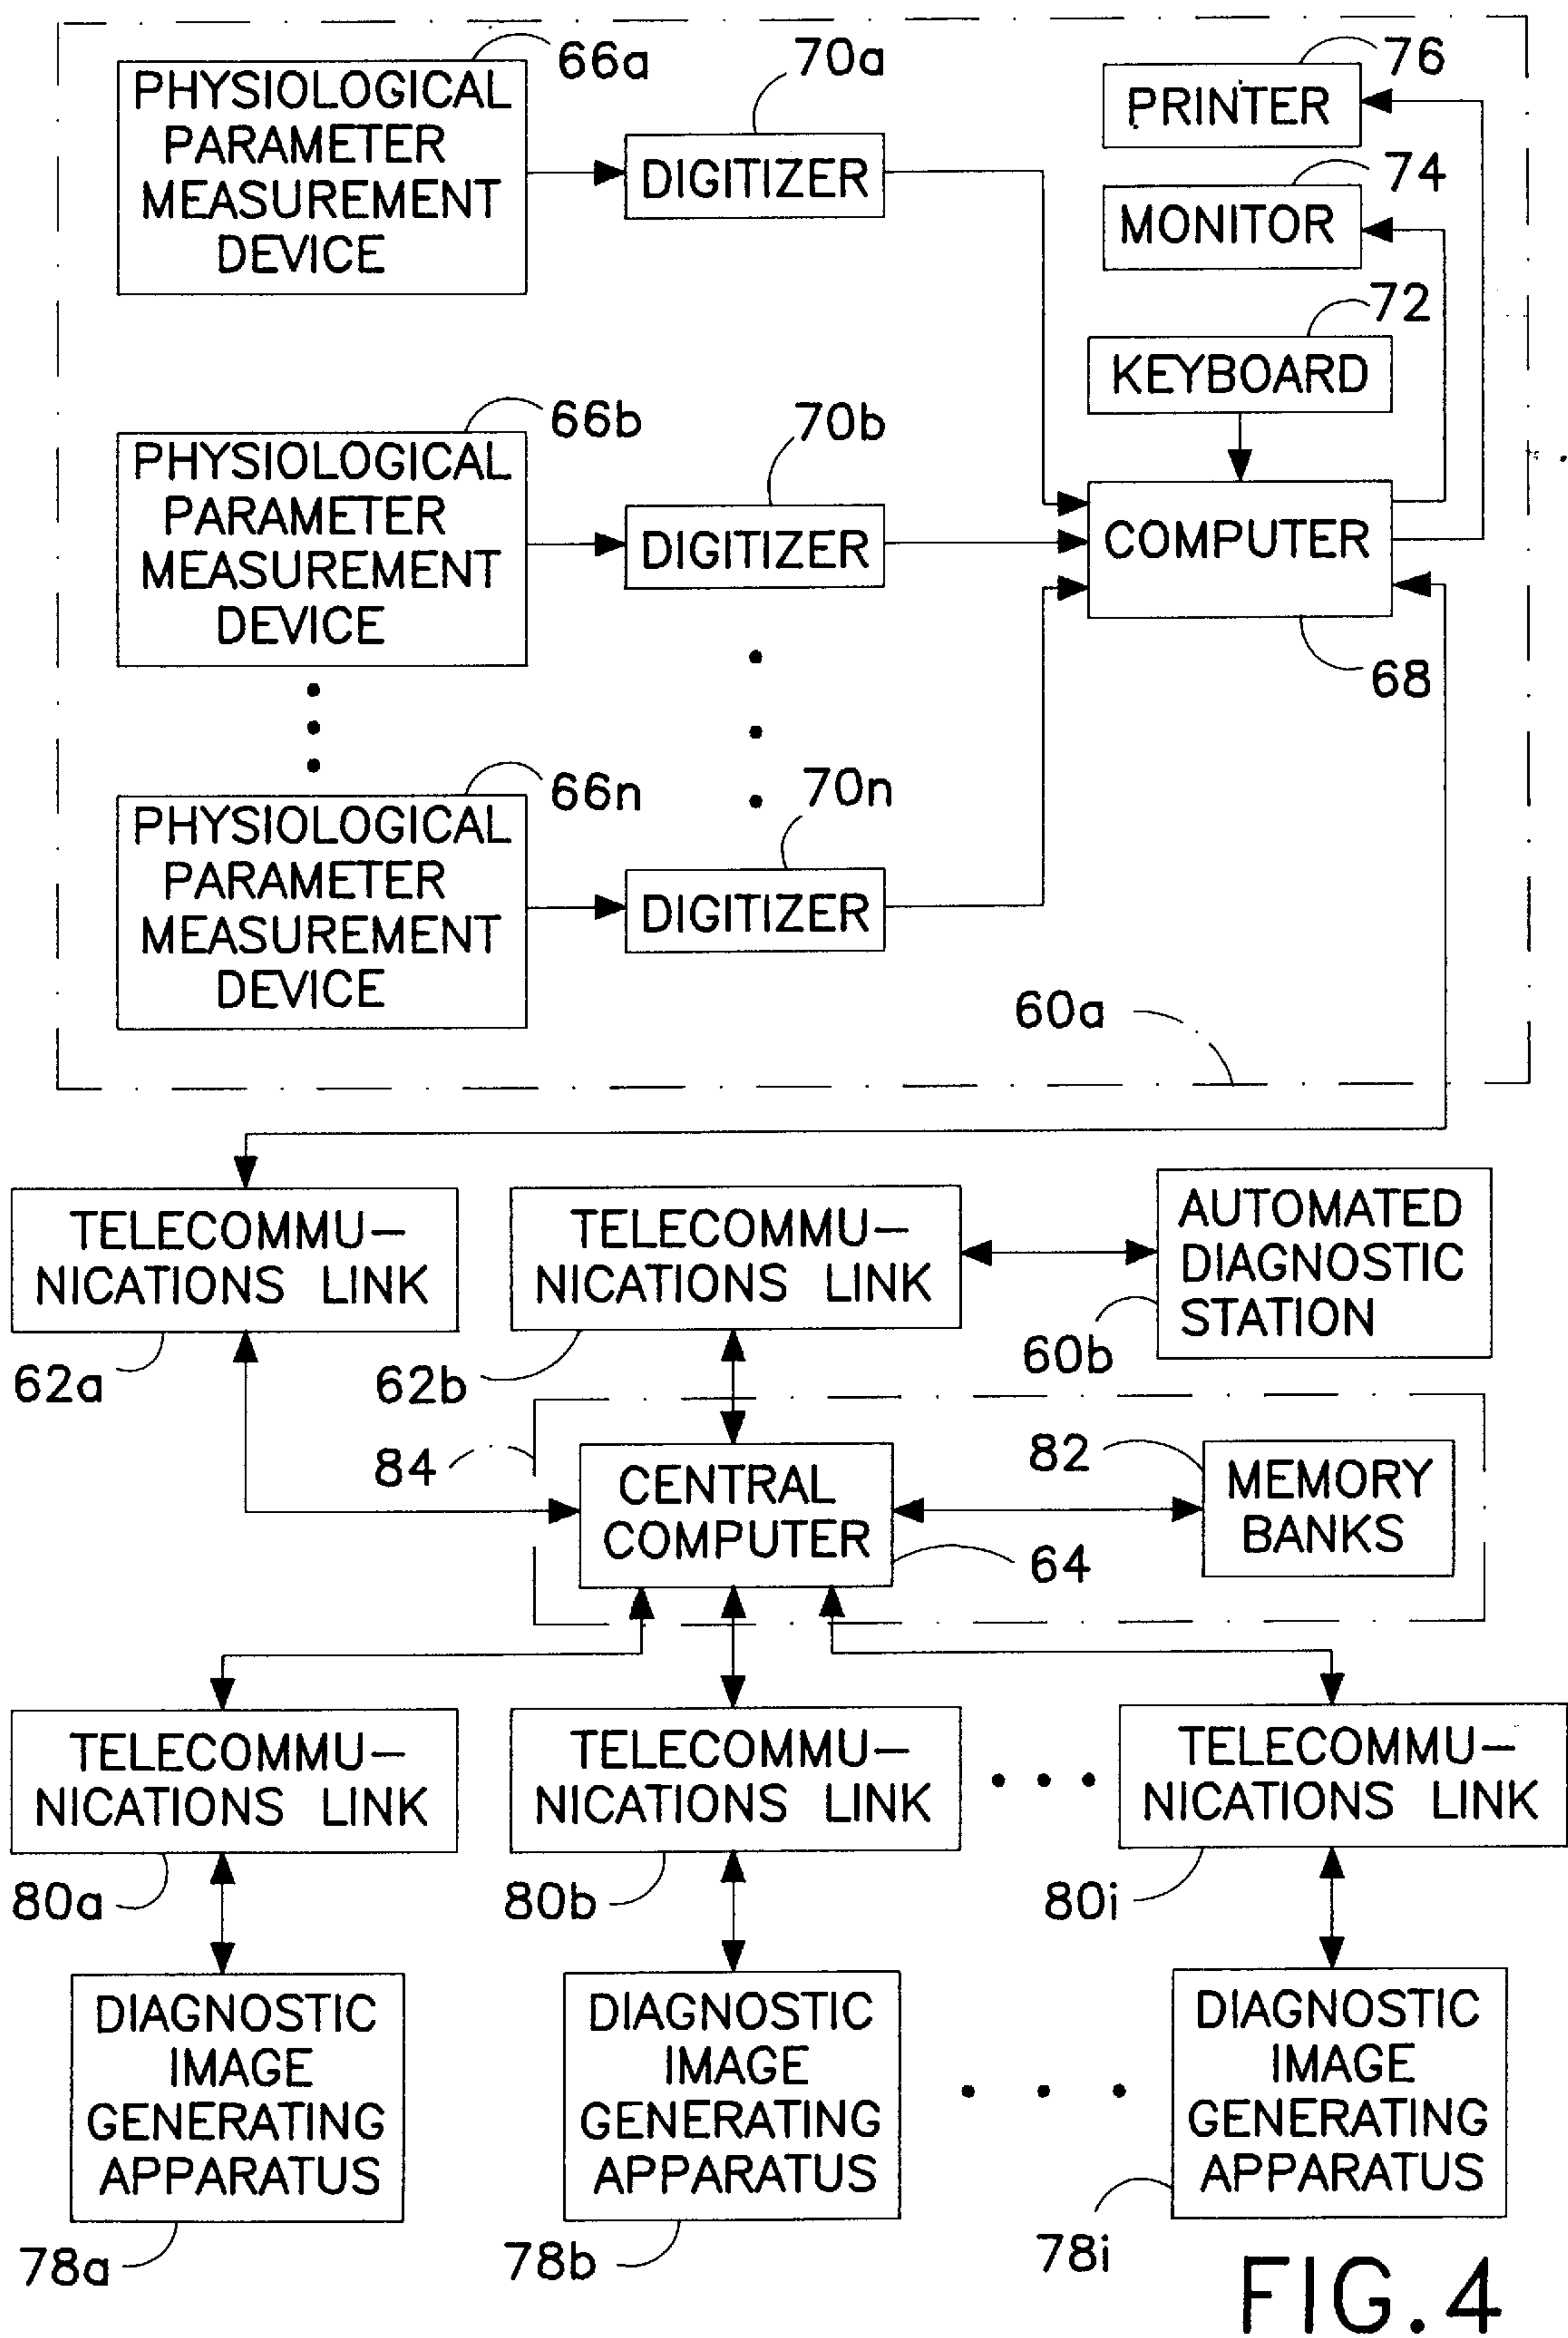 66a
70a
76
PHYSIOLOGICAL
PARAMETER
MEASUREMENT
DEVICE
DIGITIZER
PRINTER
74
MONITOR
72
KEYBOARD
66b
70b
PHYSIOLOGICAL
PARAMETER
MEASUREMENT
DEVICE
DIGITIZER
COMPUTER
68
66n
70n
PHYSIOLOGICAL
PARAMETER
MEASUREMENT
DEVICE
DIGITIZER
60a
TELECOMMU-
NICATIONS LINK
62a
TELECOMMU-
NICATIONS LINK
62b
AUTOMATED
DIAGNOSTIC
STATION
60b
84
CENTRAL
COMPUTER
64
82
MEMORY
BANKS
TELECOMMU-
NICATIONS LINK
80a
TELECOMMU-
NICATIONS LINK
80b
TELECOMMU-
NICATIONS LINK
80i
DIAGNOSTIC
IMAGE
GENERATING
APPARATUS
78a
DIAGNOSTIC
IMAGE
GENERATING
APPARATUS
78b
DIAGNOSTIC
IMAGE
GENERATING
APPARATUS
78i
FIG.4